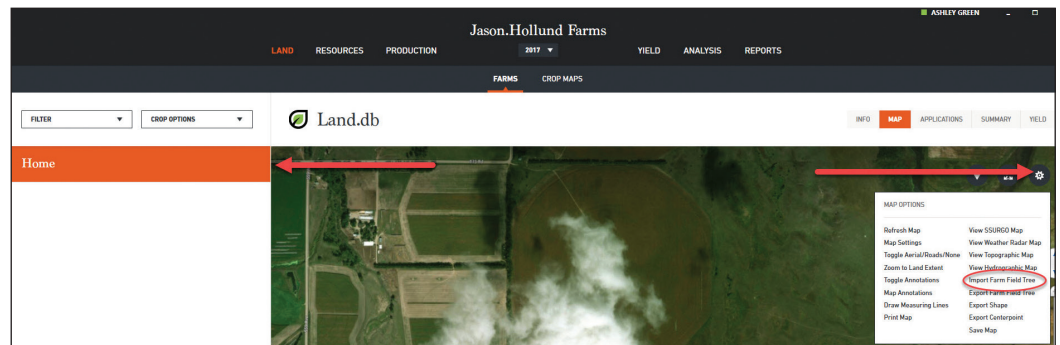 ASHLEY GREEN
Jason.Hollund Farms
LAND RESOURCES PRODUCTION 2017 YIELD ANALYSIS REPORTS
FARMS CROP MAPS
FILTER CROP OPTIONS Land.db INFO MAP APPLICATIONS SUMMARY YIELD
Home
MAP OPTIONS
Refresh Map View SSURGO Map
Map Settings View Weather Radar Map
Toggle Aerial/Roads/None View Topographic Map
Zoom to Land Extent View Hydrographic Map
Toggle Annotations Import Farm Field Tree
Map Annotations Export Farm Field Tree
Draw Measuring Lines Export Shape
Print Map Export Centerpoint
Save Map